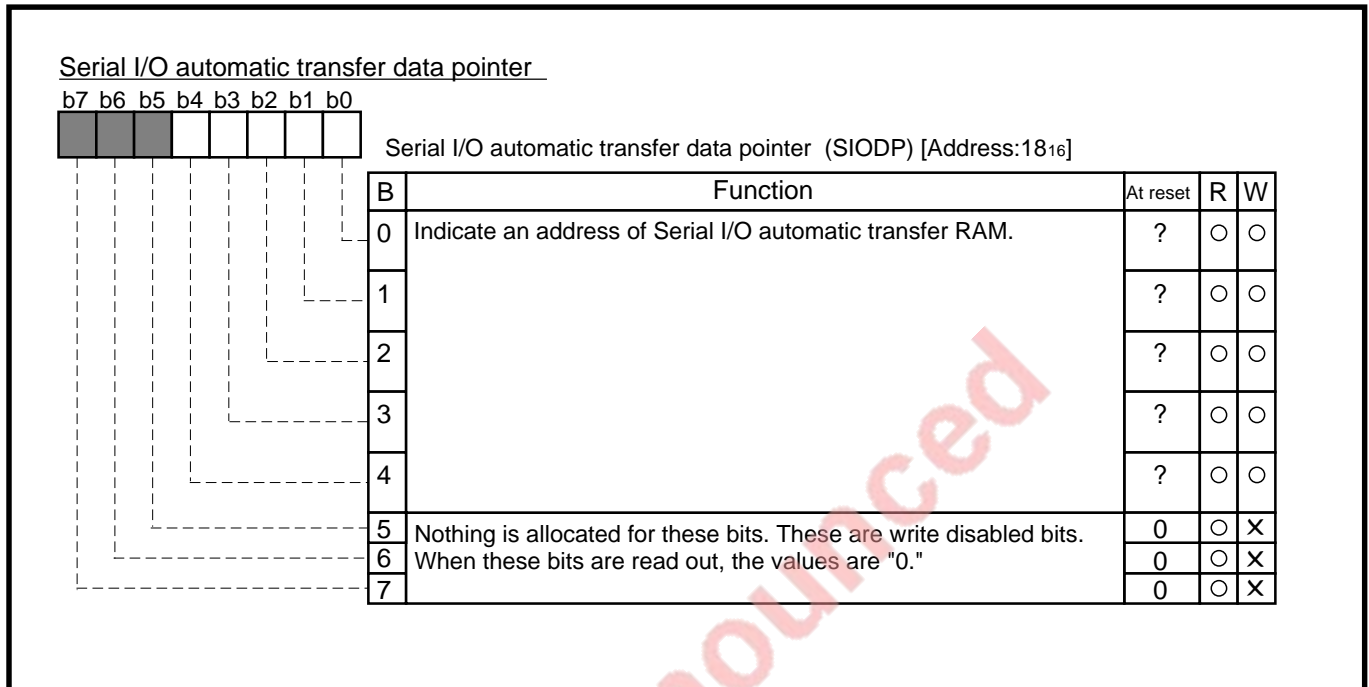 Serial I/O automatic transfer data pointer
b7 b6 b5 b4 b3 b2 b1 b0
Serial I/O automatic transfer data pointer (SIODP) [Address:1816]
B Function At reset R W
0 Indicate an address of Serial I/O automatic transfer RAM. ? ○ ○
1 ? ○ ○
2 ? ○ ○
3 ? ○ ○
4 ? ○ ○
5 Nothing is allocated for these bits. These are write disabled bits. 0 ○ ×
6 When these bits are read out, the values are "0." 0 ○ ×
7 0 ○ ×
ounced